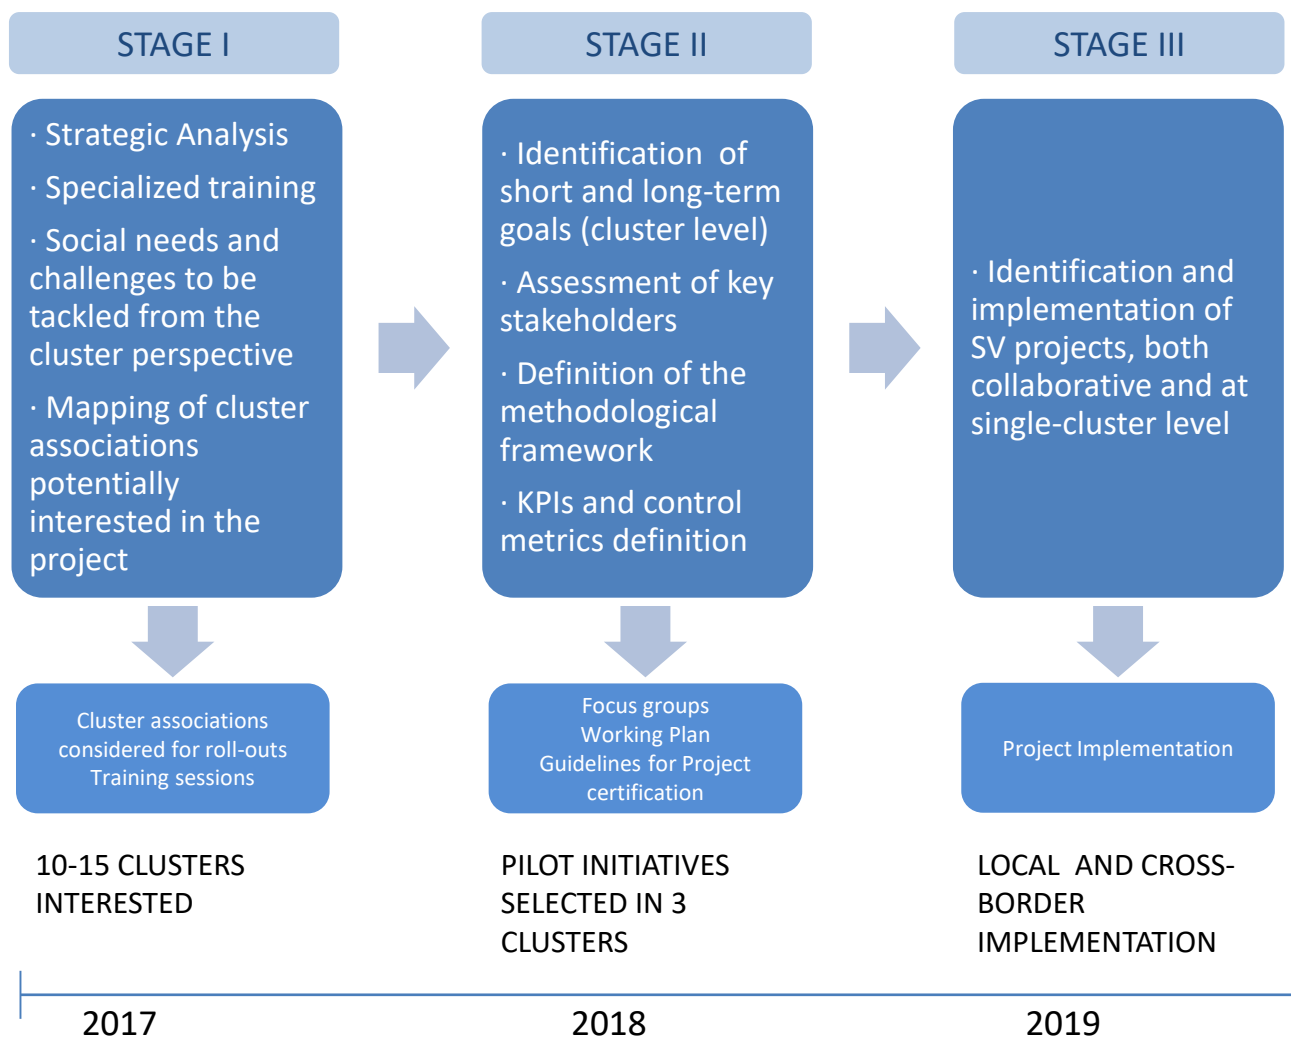 STAGE I
· Strategic Analysis
· Specialized training
· Social needs and
challenges to be
tackled from the
cluster perspective
· Mapping of cluster
associations
potentially
interested in the
project
Cluster associations
considered for roll-outs
Training sessions
10-15 CLUSTERS
INTERESTED
STAGE II
· Identification of
short and long-term
goals (cluster level)
· Assessment of key
stakeholders
· Definition of the
methodological
framework
· KPIs and control
metrics definition
Focus groups
Working Plan
Guidelines for Project
certification
PILOT INITIATIVES
SELECTED IN 3
CLUSTERS
STAGE III
· Identification and
implementation of
SV projects, both
collaborative and at
single-cluster level
Project Implementation
LOCAL AND CROSS-
BORDER
IMPLEMENTATION
2017
2018
2019